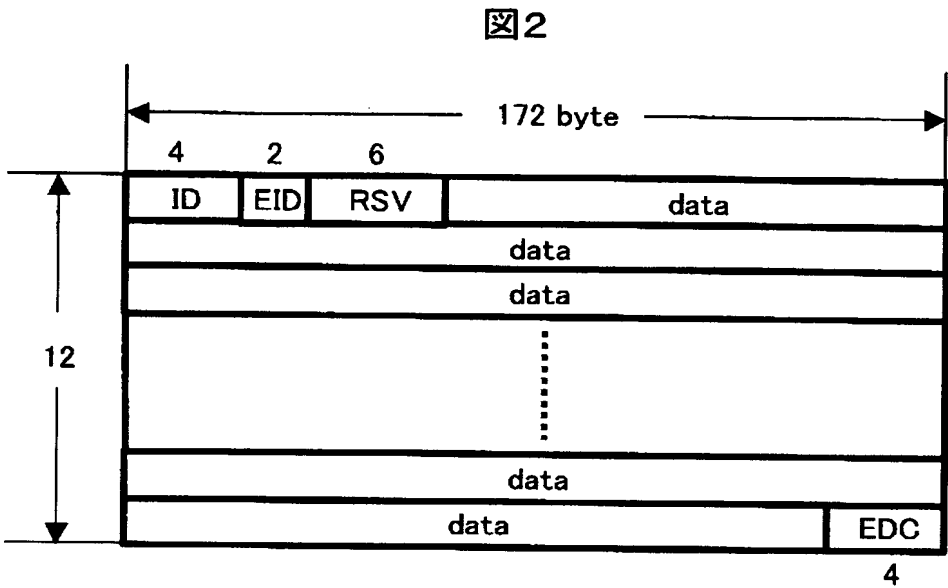 図2
172 byte
4 2 6
ID EID RSV data
data
data
12
data
data EDC
4